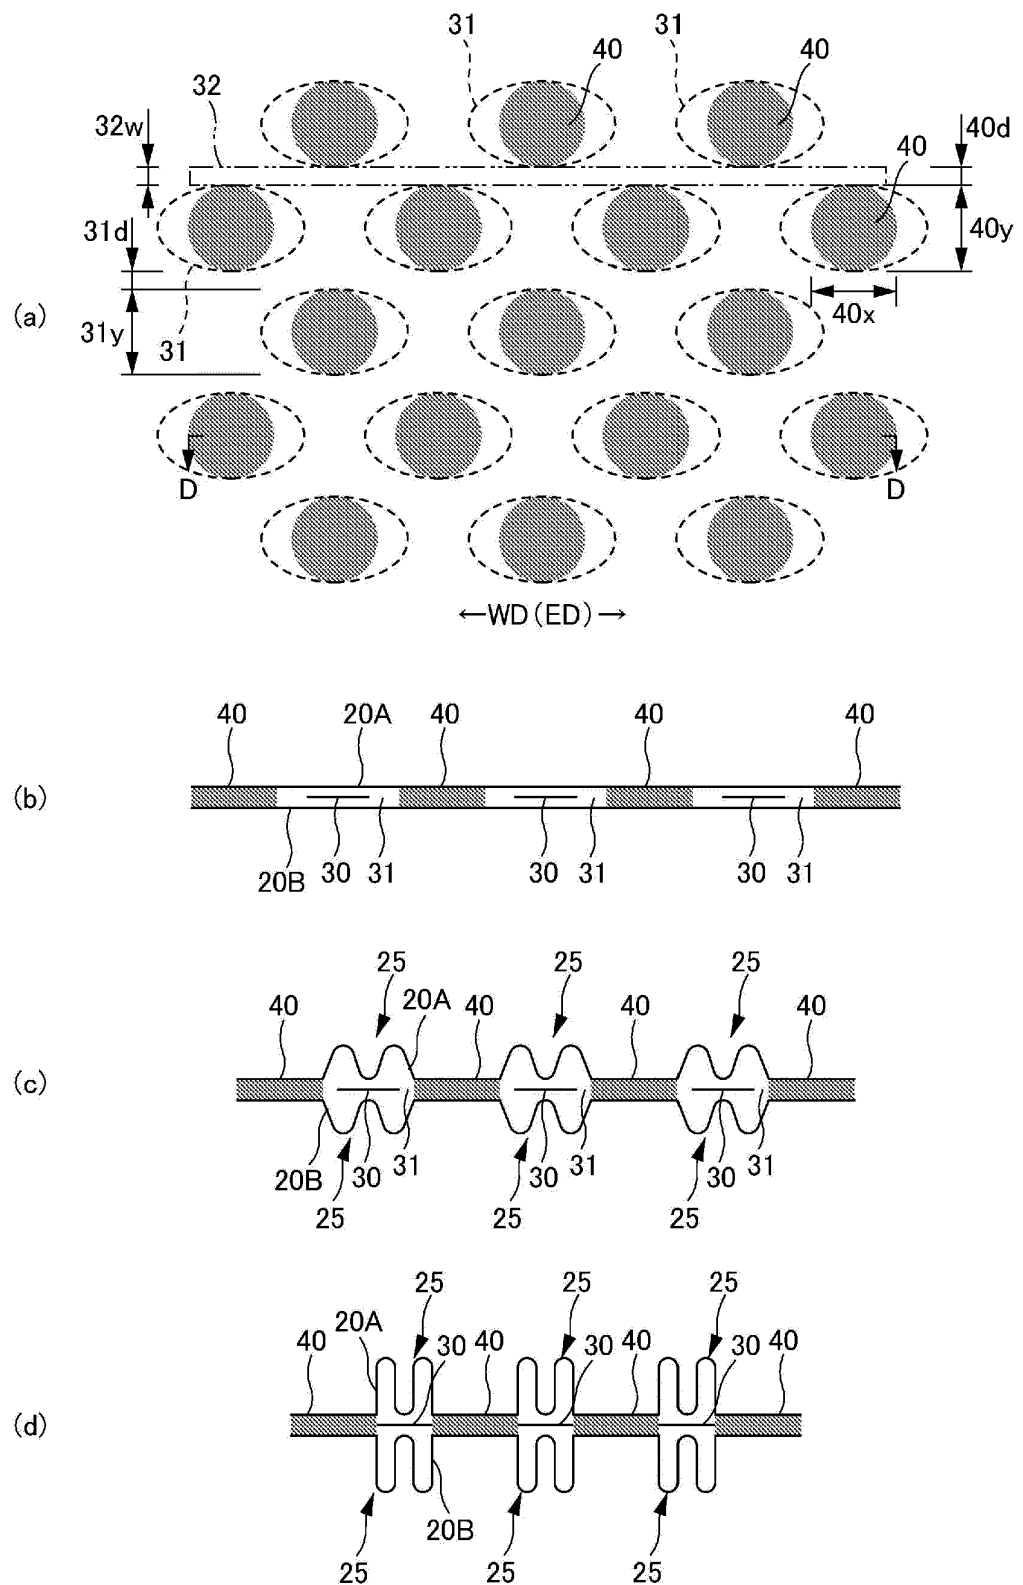 31 40 31 40
32
32w 40d
40
31d 40y
(a)
31y 31 40x
D D
←WD(ED)→
40 20A 40 40 40
(b)
20B 30 31 30 31 30 31
25 25 25
40 20A 40 40 40
(c)
20B 30 31 30 31 30 31
25 25 25
25 25 25
20A
40 30 40 30 40 30 40
(d)
20B
25 25 25